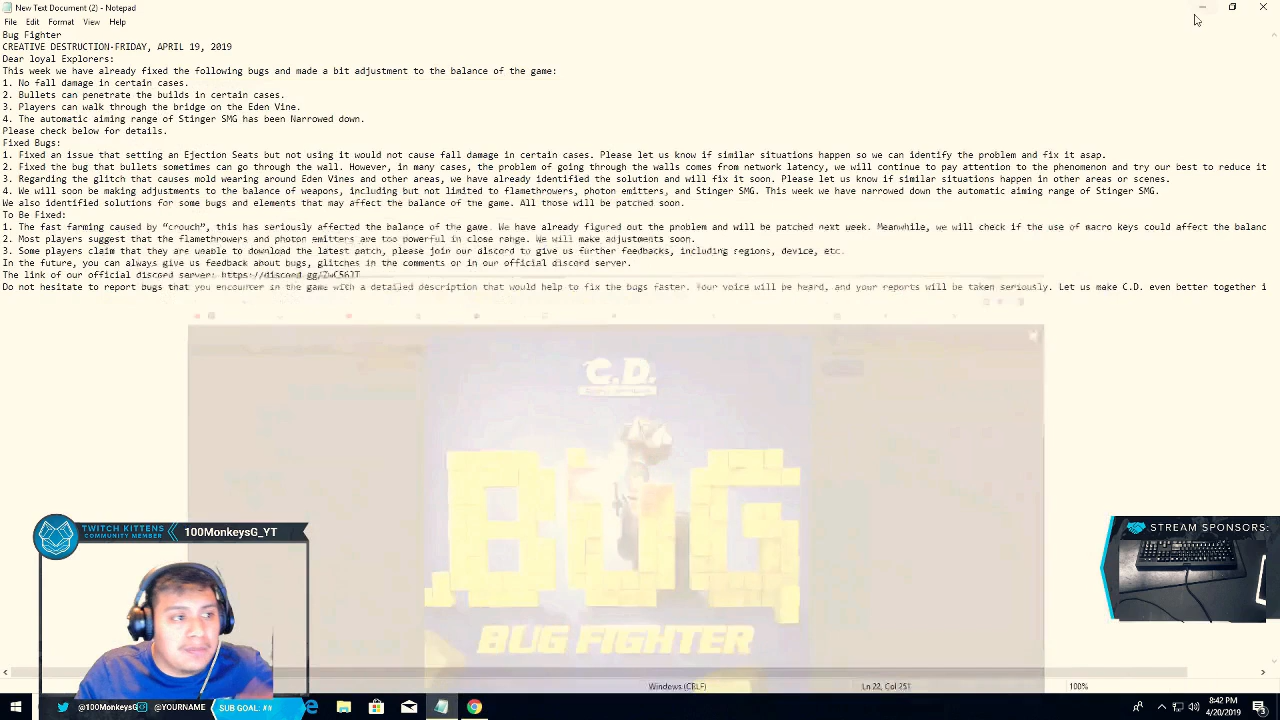 New Text Document (2) - Notepad
File Edit Format View Help
Bug Fighter
CREATIVE DESTRUCTION·FRIDAY, APRIL 19, 2019
Dear loyal Explorers:
This week we have already fixed the following bugs and made a bit adjustment to the balance of the game:
1. No fall damage in certain cases.
2. Bullets can penetrate the builds in certain cases.
3. Players can walk through the bridge on the Eden Vine.
4. The automatic aiming range of Stinger SMG has been Narrowed down.
Please check below for details.
Fixed Bugs:
1. Fixed an issue that setting an Ejection Seats but not using it would not cause fall damage in certain cases. Please let us know if similar situations happen so we can identify the problem and fix it asap.
2. Fixed the bug that bullets sometimes can go through the wall. However, in many cases, the problem of going through the walls comes from network latency, we will continue to pay attention to the phenomenon and try our best to reduce it
3. Regarding the glitch that causes mold wearing around Eden Vines and other areas, we have already identified the solution and will fix it soon. Please let us know if similar situations happen in other areas or scenes.
4. We will soon be making adjustments to the balance of weapons, including but not limited to flamethrowers, photon emitters, and Stinger SMG. This week we have narrowed down the automatic aiming range of Stinger SMG.
We also identified solutions for some bugs and elements that may affect the balance of the game. All those will be patched soon.
To Be Fixed:
1. The fast farming caused by “crouch”, this has seriously affected the balance of the game. We have already figured out the problem and will be patched next week. Meanwhile, we will check if the use of macro keys could affect the balanc
2. Most players suggest that the flamethrowers and photon emitters are too powerful in close range. We will make adjustments soon.
3. Some players claim that they are unable to download the latest patch, please join our discord to give us further feedbacks, including regions, device, etc.
In the future, you can always give us feedback about bugs, glitches in the comments or in our official discord server.
The link of our official discord server: https://discord.gg/ZwC56JT
Do not hesitate to report bugs that you encounter in the game with a detailed description that would help to fix the bugs faster. Your voice will be heard, and your reports will be taken seriously. Let us make C.D. even better together i
C.D.
BUG
BUG FIGHTER
TWITCH KITTENS
COMMUNITY MEMBER
100MonkeysG_YT
STREAM SPONSORS:
Windows (CRLF) Ln 22, Col 251 100%
@100MonkeysG @YOURNAME SUB GOAL: ##
8:42 PM
4/20/2019
3